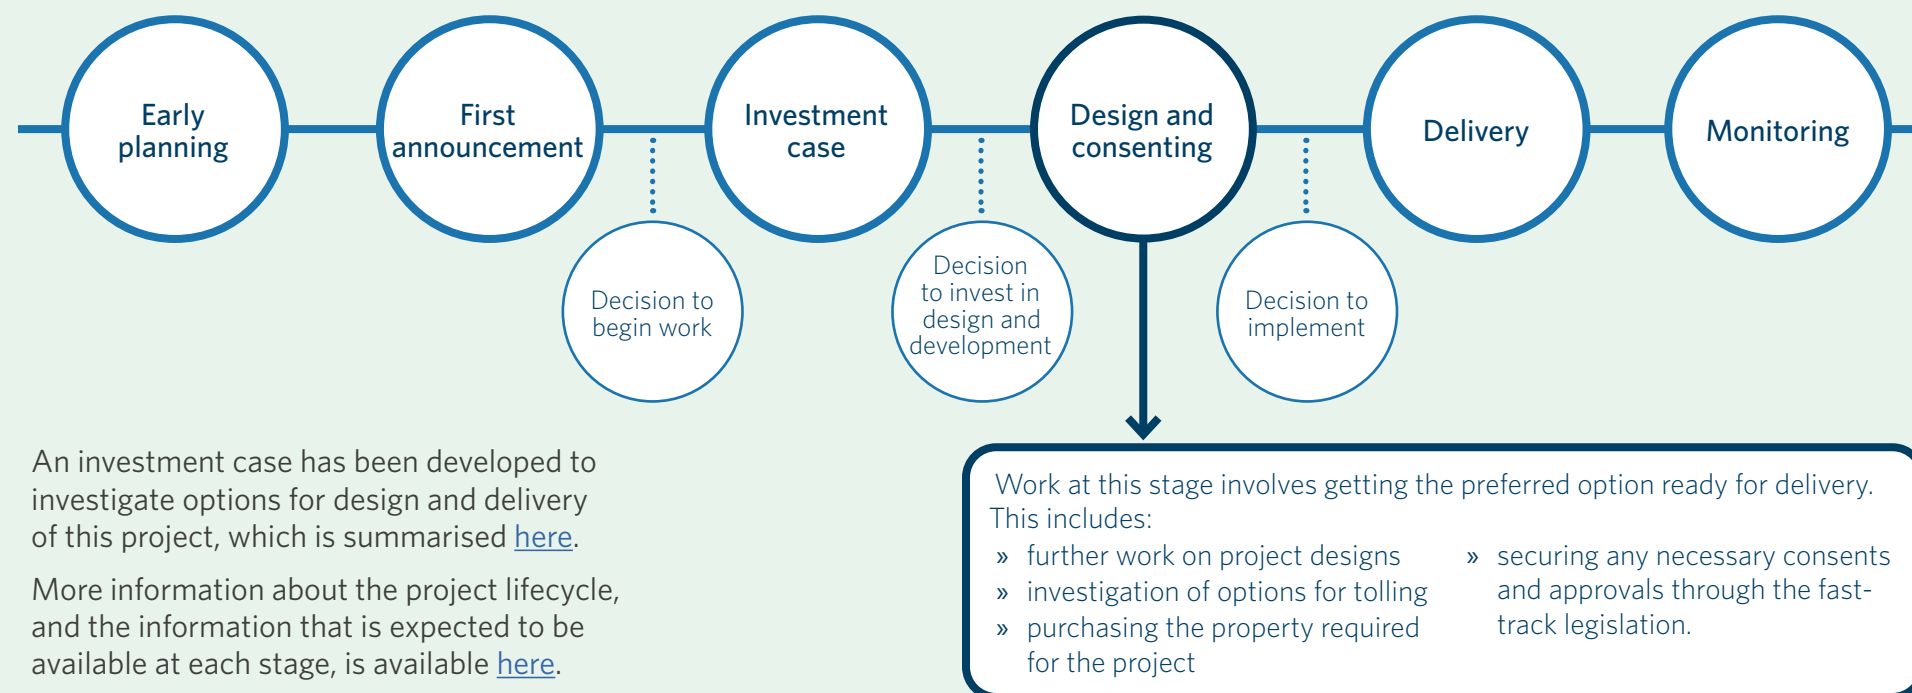 Early
planning
First
announcement
Investment
case
Design and
consenting
Delivery
Monitoring
Decision to
begin work
Decision
to invest in
design and
development
Decision to
implement
An investment case has been developed to
investigate options for design and delivery
of this project, which is summarised here.
More information about the project lifecycle,
and the information that is expected to be
available at each stage, is available here.
Work at this stage involves getting the preferred option ready for delivery.
This includes:
» further work on project designs
» investigation of options for tolling
» purchasing the property required
for the project
» securing any necessary consents
and approvals through the fast-
track legislation.